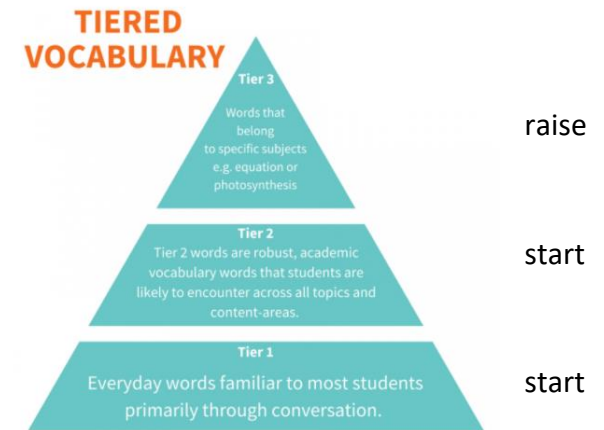 TIERED
VOCABULARY
Tier 3
Words that
belong
to specific subjects
e.g. equation or
photosynthesis
raise
Tier 2
Tier 2 words are robust, academic
vocabulary words that students are
likely to encounter across all topics and
content-areas.
start
Tier 1
Everyday words familiar to most students
primarily through conversation.
start